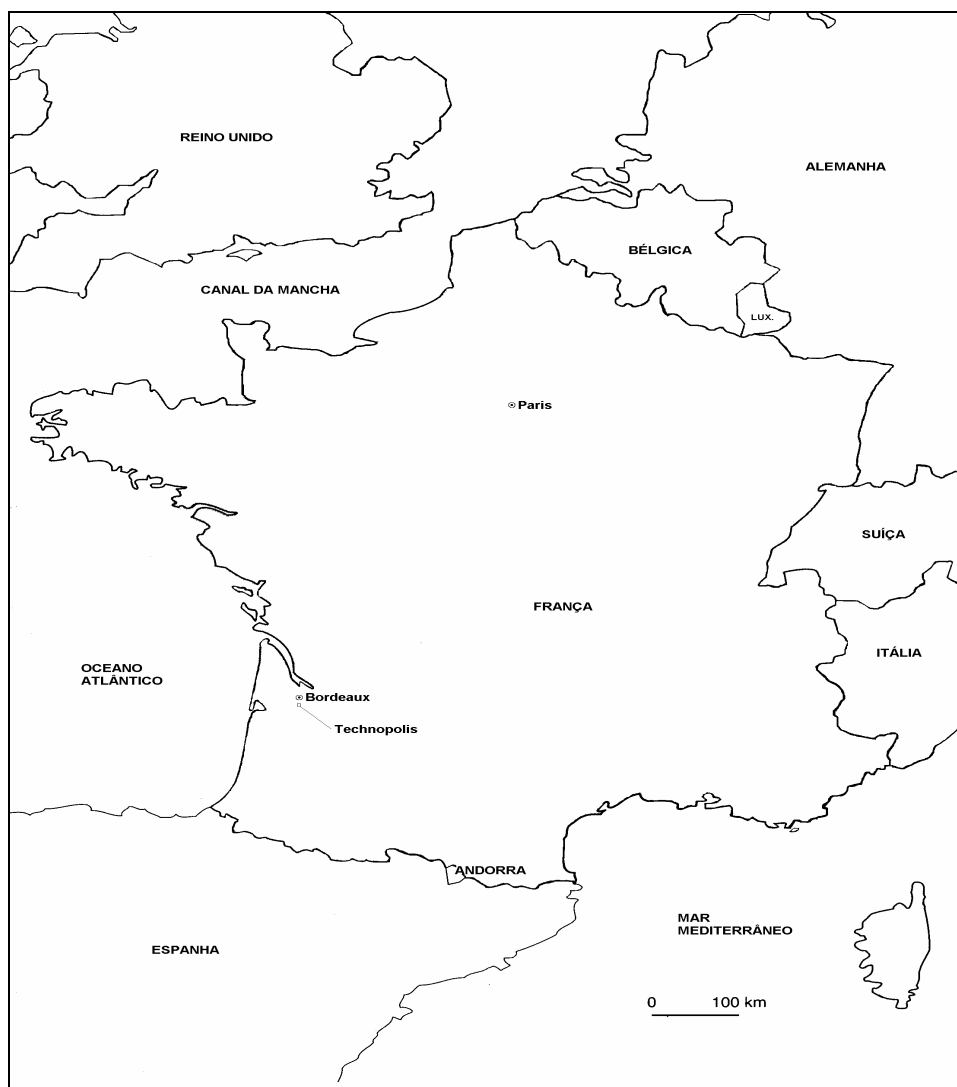 REINO UNIDO
ALEMANHA
BÉLGICA
CANAL DA MANCHA
LUX.
Paris
SUÍÇA
FRANÇA
ITÁLIA
OCEANO
ATLÂNTICO
Bordeaux
Technopolis
ANDORRA
MAR
MEDITERRÂNEO
ESPANHA
0 100 km